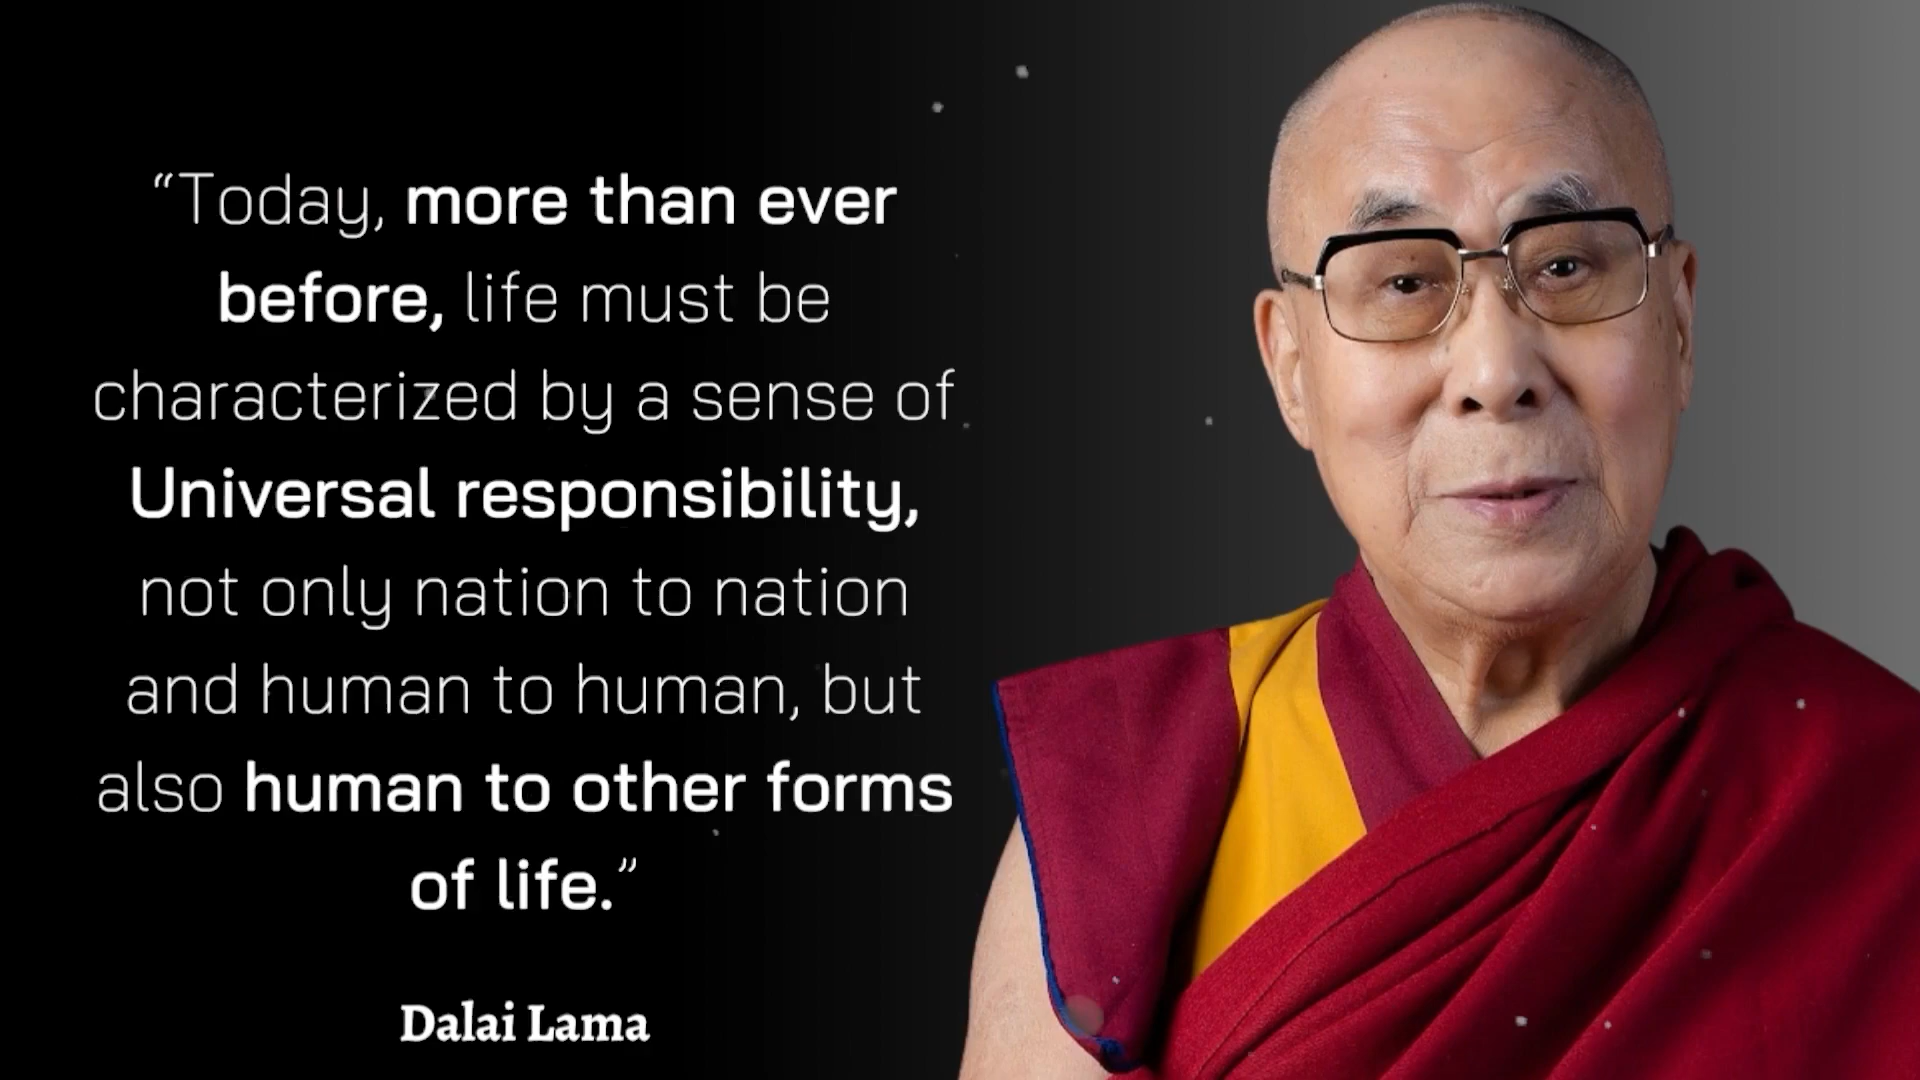 “Today, more than ever
before, life must be
characterized by a sense of
Universal responsibility,
not only nation to nation
and human to human, but
also human to other forms
of life.”
Dalai Lama